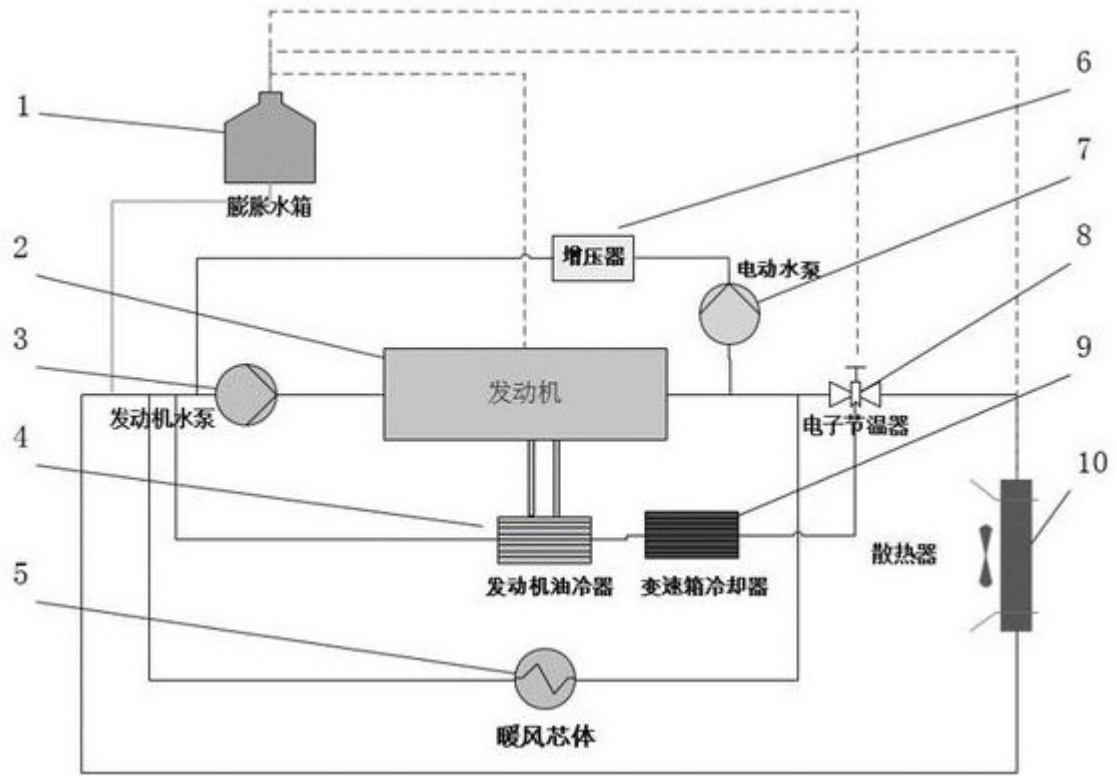 6
1
7
膨胀水箱
2
增压器
电动水泵
8
3
9
发动机
发动机水泵
电子节温器
4
10
散热器
5
发动机油冷器
变速箱冷却器
暖风芯体